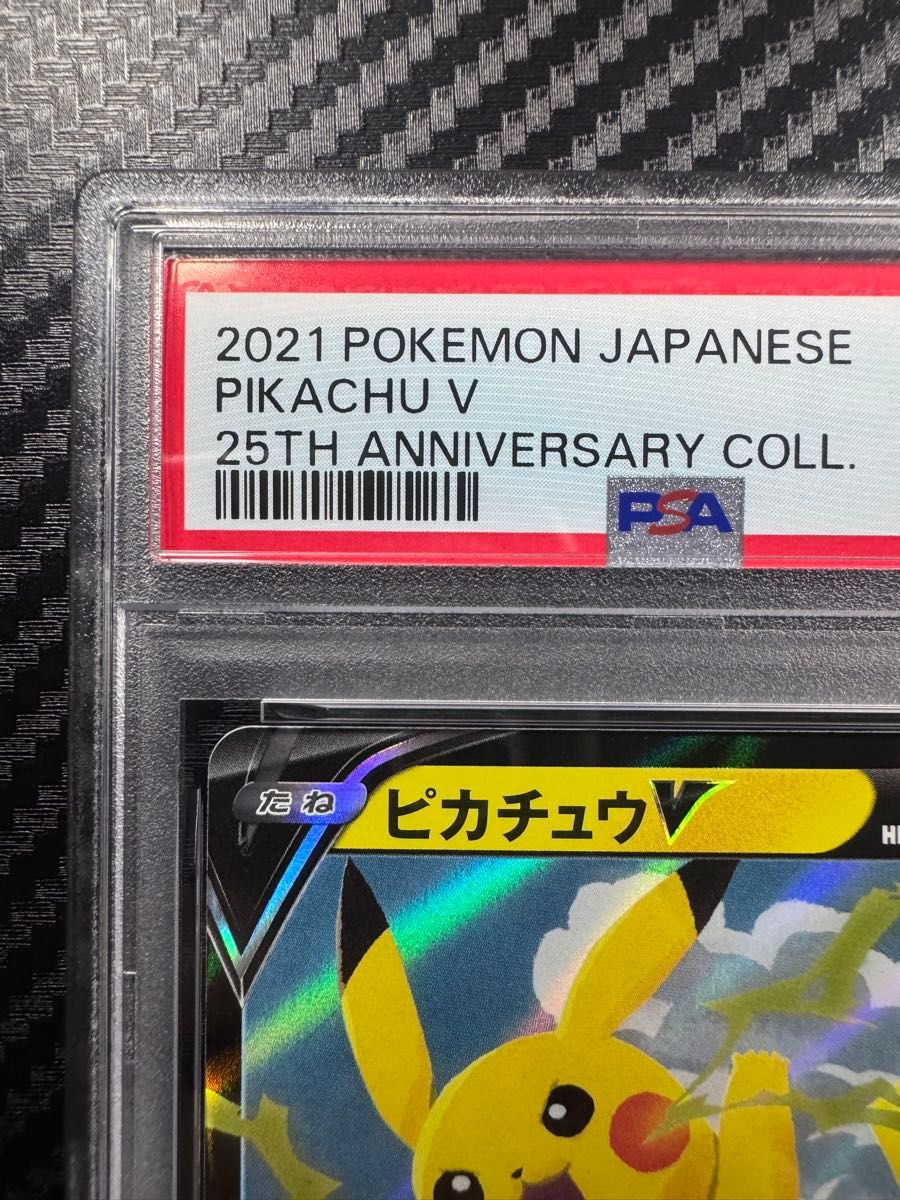 2021 POKEMON JAPANESE
PIKACHU V
25TH ANNIVERSARY COLL.
PSA
たね ピカチュウV